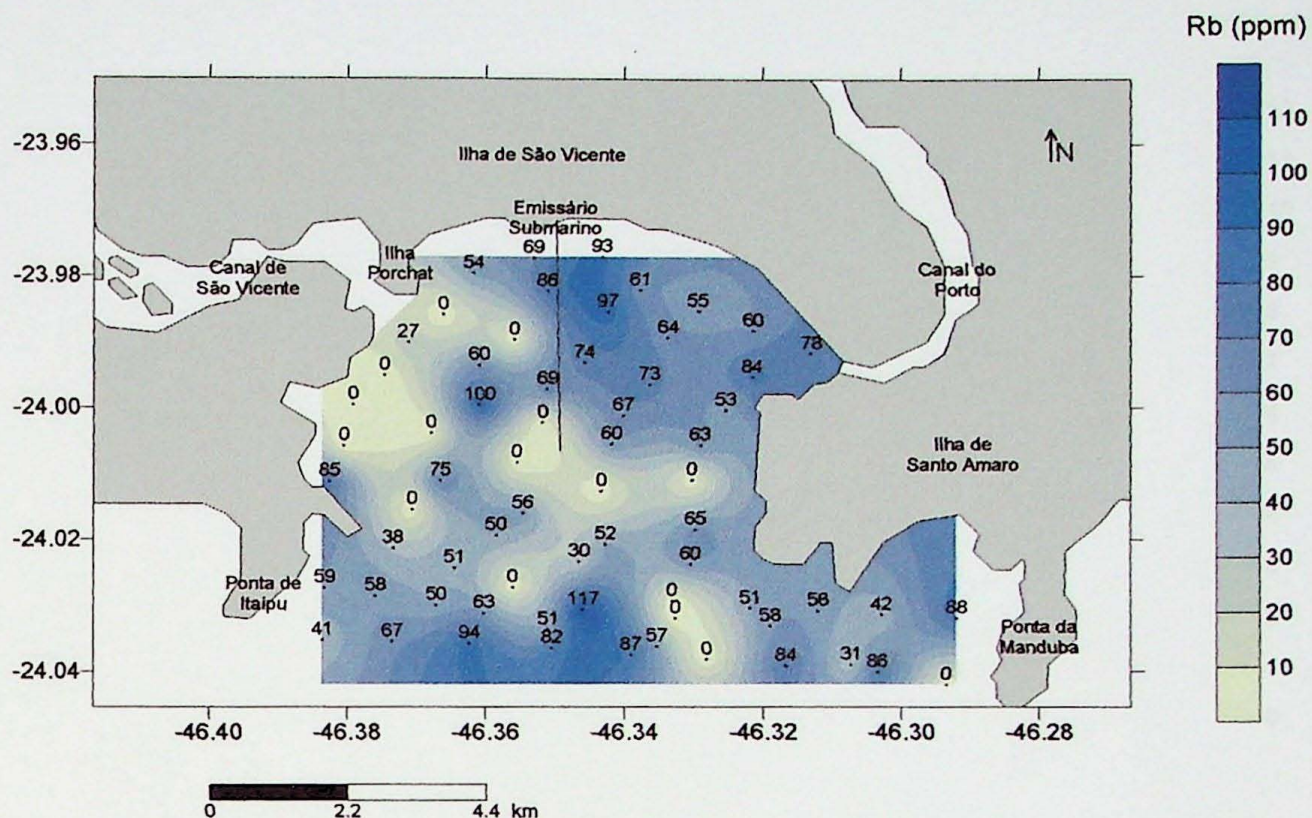 Rb (ppm)
-23.96
-23.98
-24.00
-24.02
-24.04
Ilha de São Vicente
N
Emissário
Submarino
Ilha
Porchat
Canal de
São Vicente
Canal do
Porto
Ilha de
Santo Amaro
Ponta de
Itaipu
Ponta da
Manduba
69 93
54
86 61
97 55
0
27 0 64 60
60 74 78
0 84
100 69 73
0 67 53
0 0
0 60 63
85 75 0
0 0
0
56
50 65
38 52
51 30 60
59 58 0
50 63 117 0 51 58 42
0 58 88
41 67 94 51
82 87 57
0 84 31 86
0
110
100
90
80
70
60
50
40
30
20
10
-46.40 -46.38 -46.36 -46.34 -46.32 -46.30 -46.28
0 2.2 4.4 km